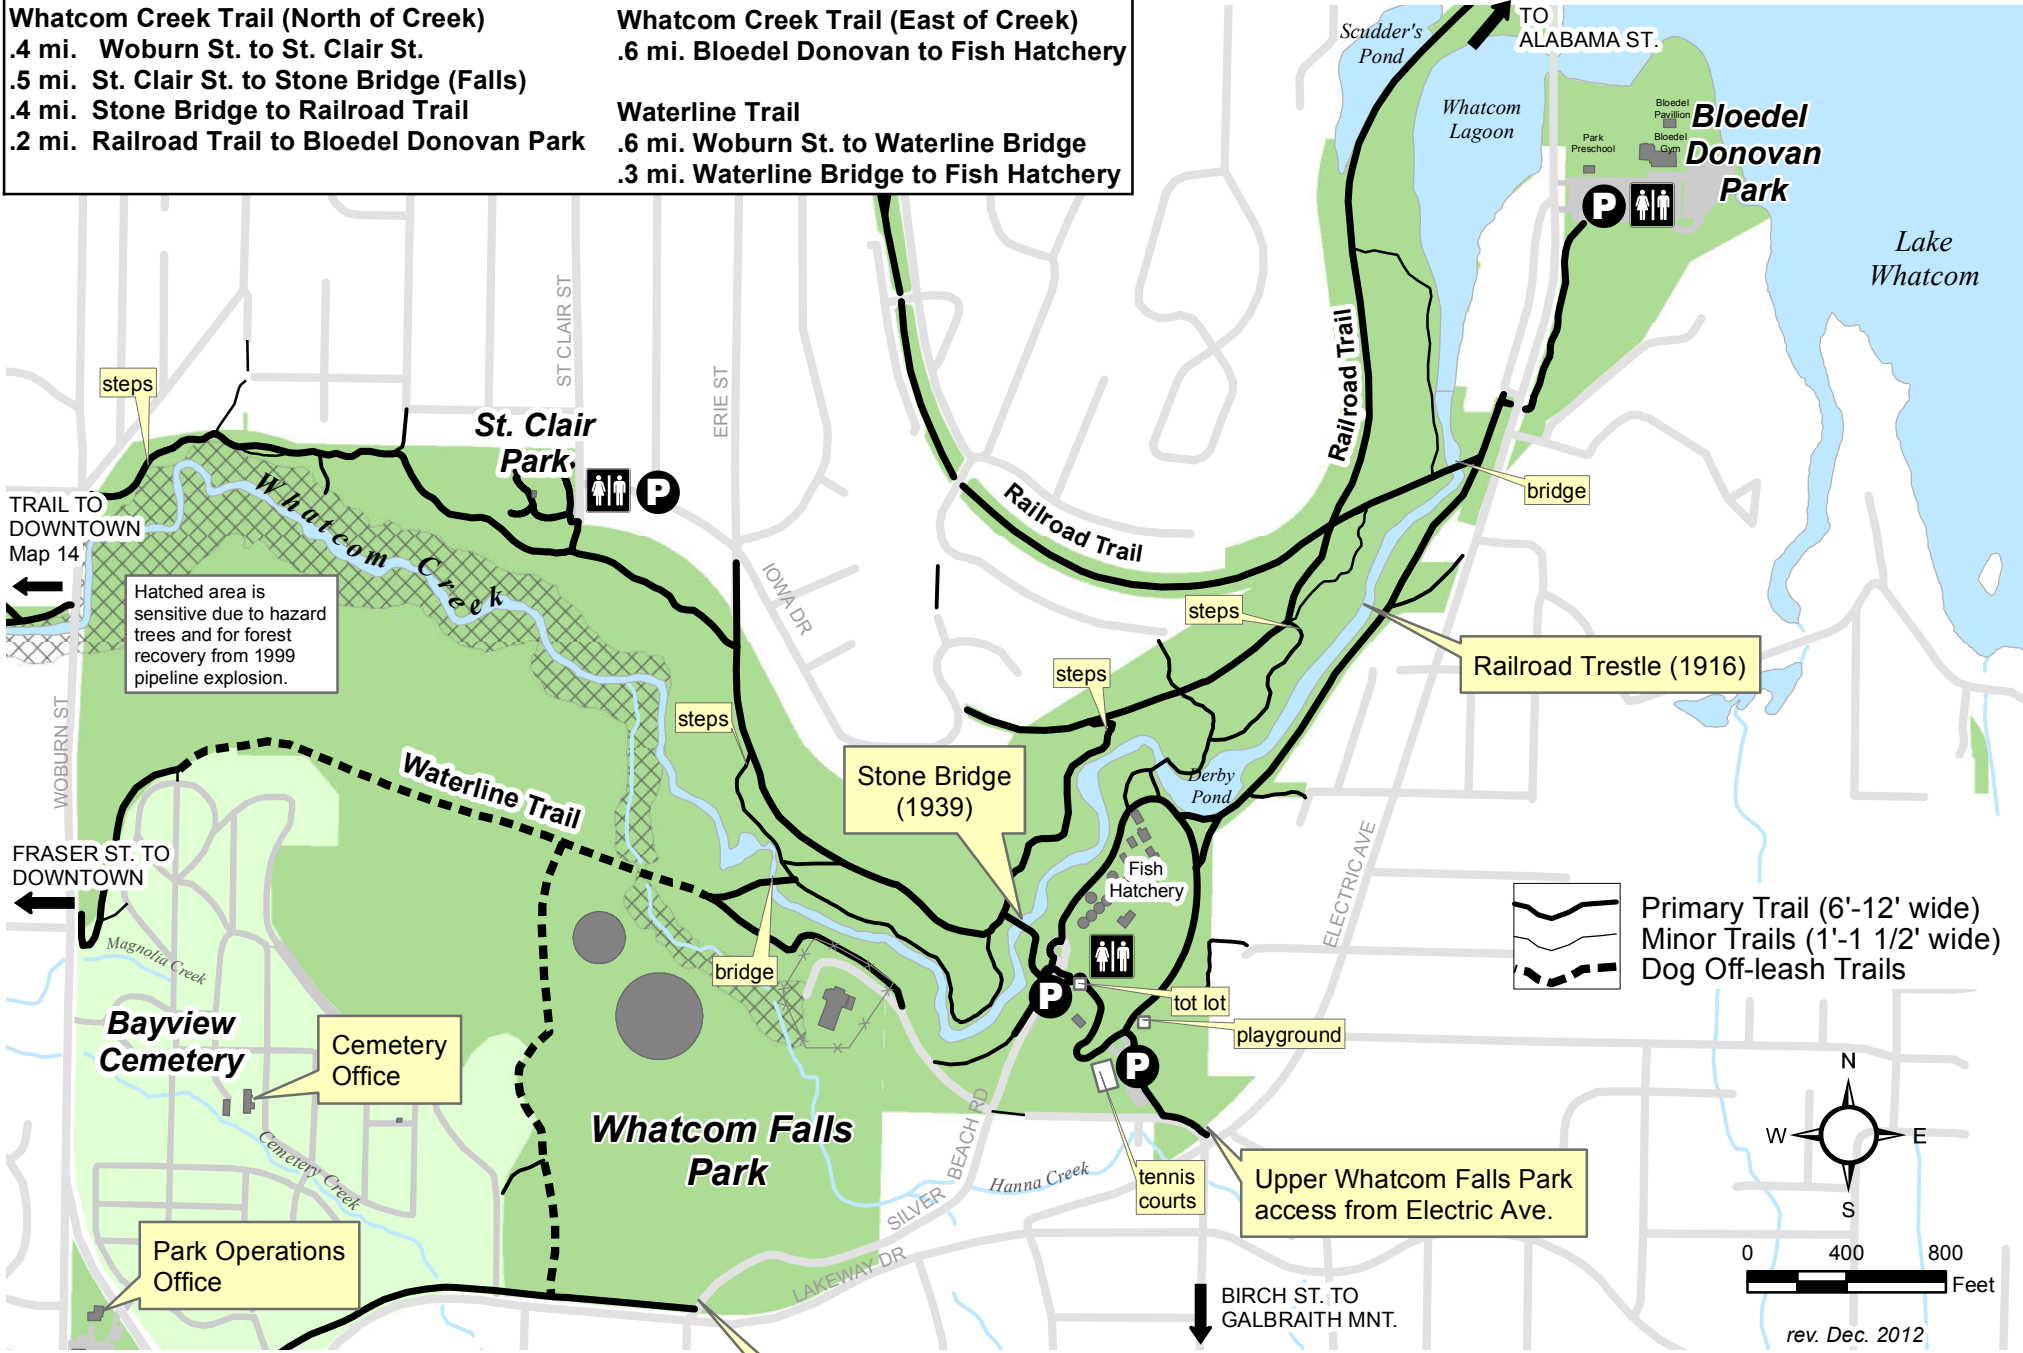 Whatcom Creek Trail (North of Creek)
.4 mi. Woburn St. to St. Clair St.
.5 mi. St. Clair St. to Stone Bridge (Falls)
.4 mi. Stone Bridge to Railroad Trail
.2 mi. Railroad Trail to Bloedel Donovan Park
Whatcom Creek Trail (East of Creek)
.6 mi. Bloedel Donovan to Fish Hatchery
Waterline Trail
.6 mi. Woburn St. to Waterline Bridge
.3 mi. Waterline Bridge to Fish Hatchery
Scudder's
Pond
TO
ALABAMA ST.
Whatcom
Lagoon
Bloedel
Pavillion
Park
Preschool
Bloedel
Gym
Bloedel
Donovan
Park
P
Lake
Whatcom
steps
ST CLAIR ST
ERIE ST
St. Clair
Park
P
Railroad Trail
Railroad Trail
bridge
TRAIL TO
DOWNTOWN
Map 14
Whatcom Creek
Hatched area is
sensitive due to hazard
trees and for forest
recovery from 1999
pipeline explosion.
IOWA DR
steps
Railroad Trestle (1916)
steps
steps
WOBURN ST
Waterline Trail
Stone Bridge
(1939)
Derby
Pond
FRASER ST. TO
DOWNTOWN
Fish
Hatchery
ELECTRIC AVE
Primary Trail (6'-12' wide)
Minor Trails (1'-1 1/2' wide)
Dog Off-leash Trails
Magnolia Creek
bridge
P
tot lot
playground
Bayview
Cemetery
Cemetery
Office
P
Whatcom Falls
Park
SILVER BEACH RD
Hanna Creek
tennis
courts
Upper Whatcom Falls Park
access from Electric Ave.
N
W
E
S
Cemetery Creek
Park Operations
Office
LAKEWAY DR
BIRCH ST. TO
GALBRAITH MNT.
0 400 800
Feet
rev. Dec. 2012